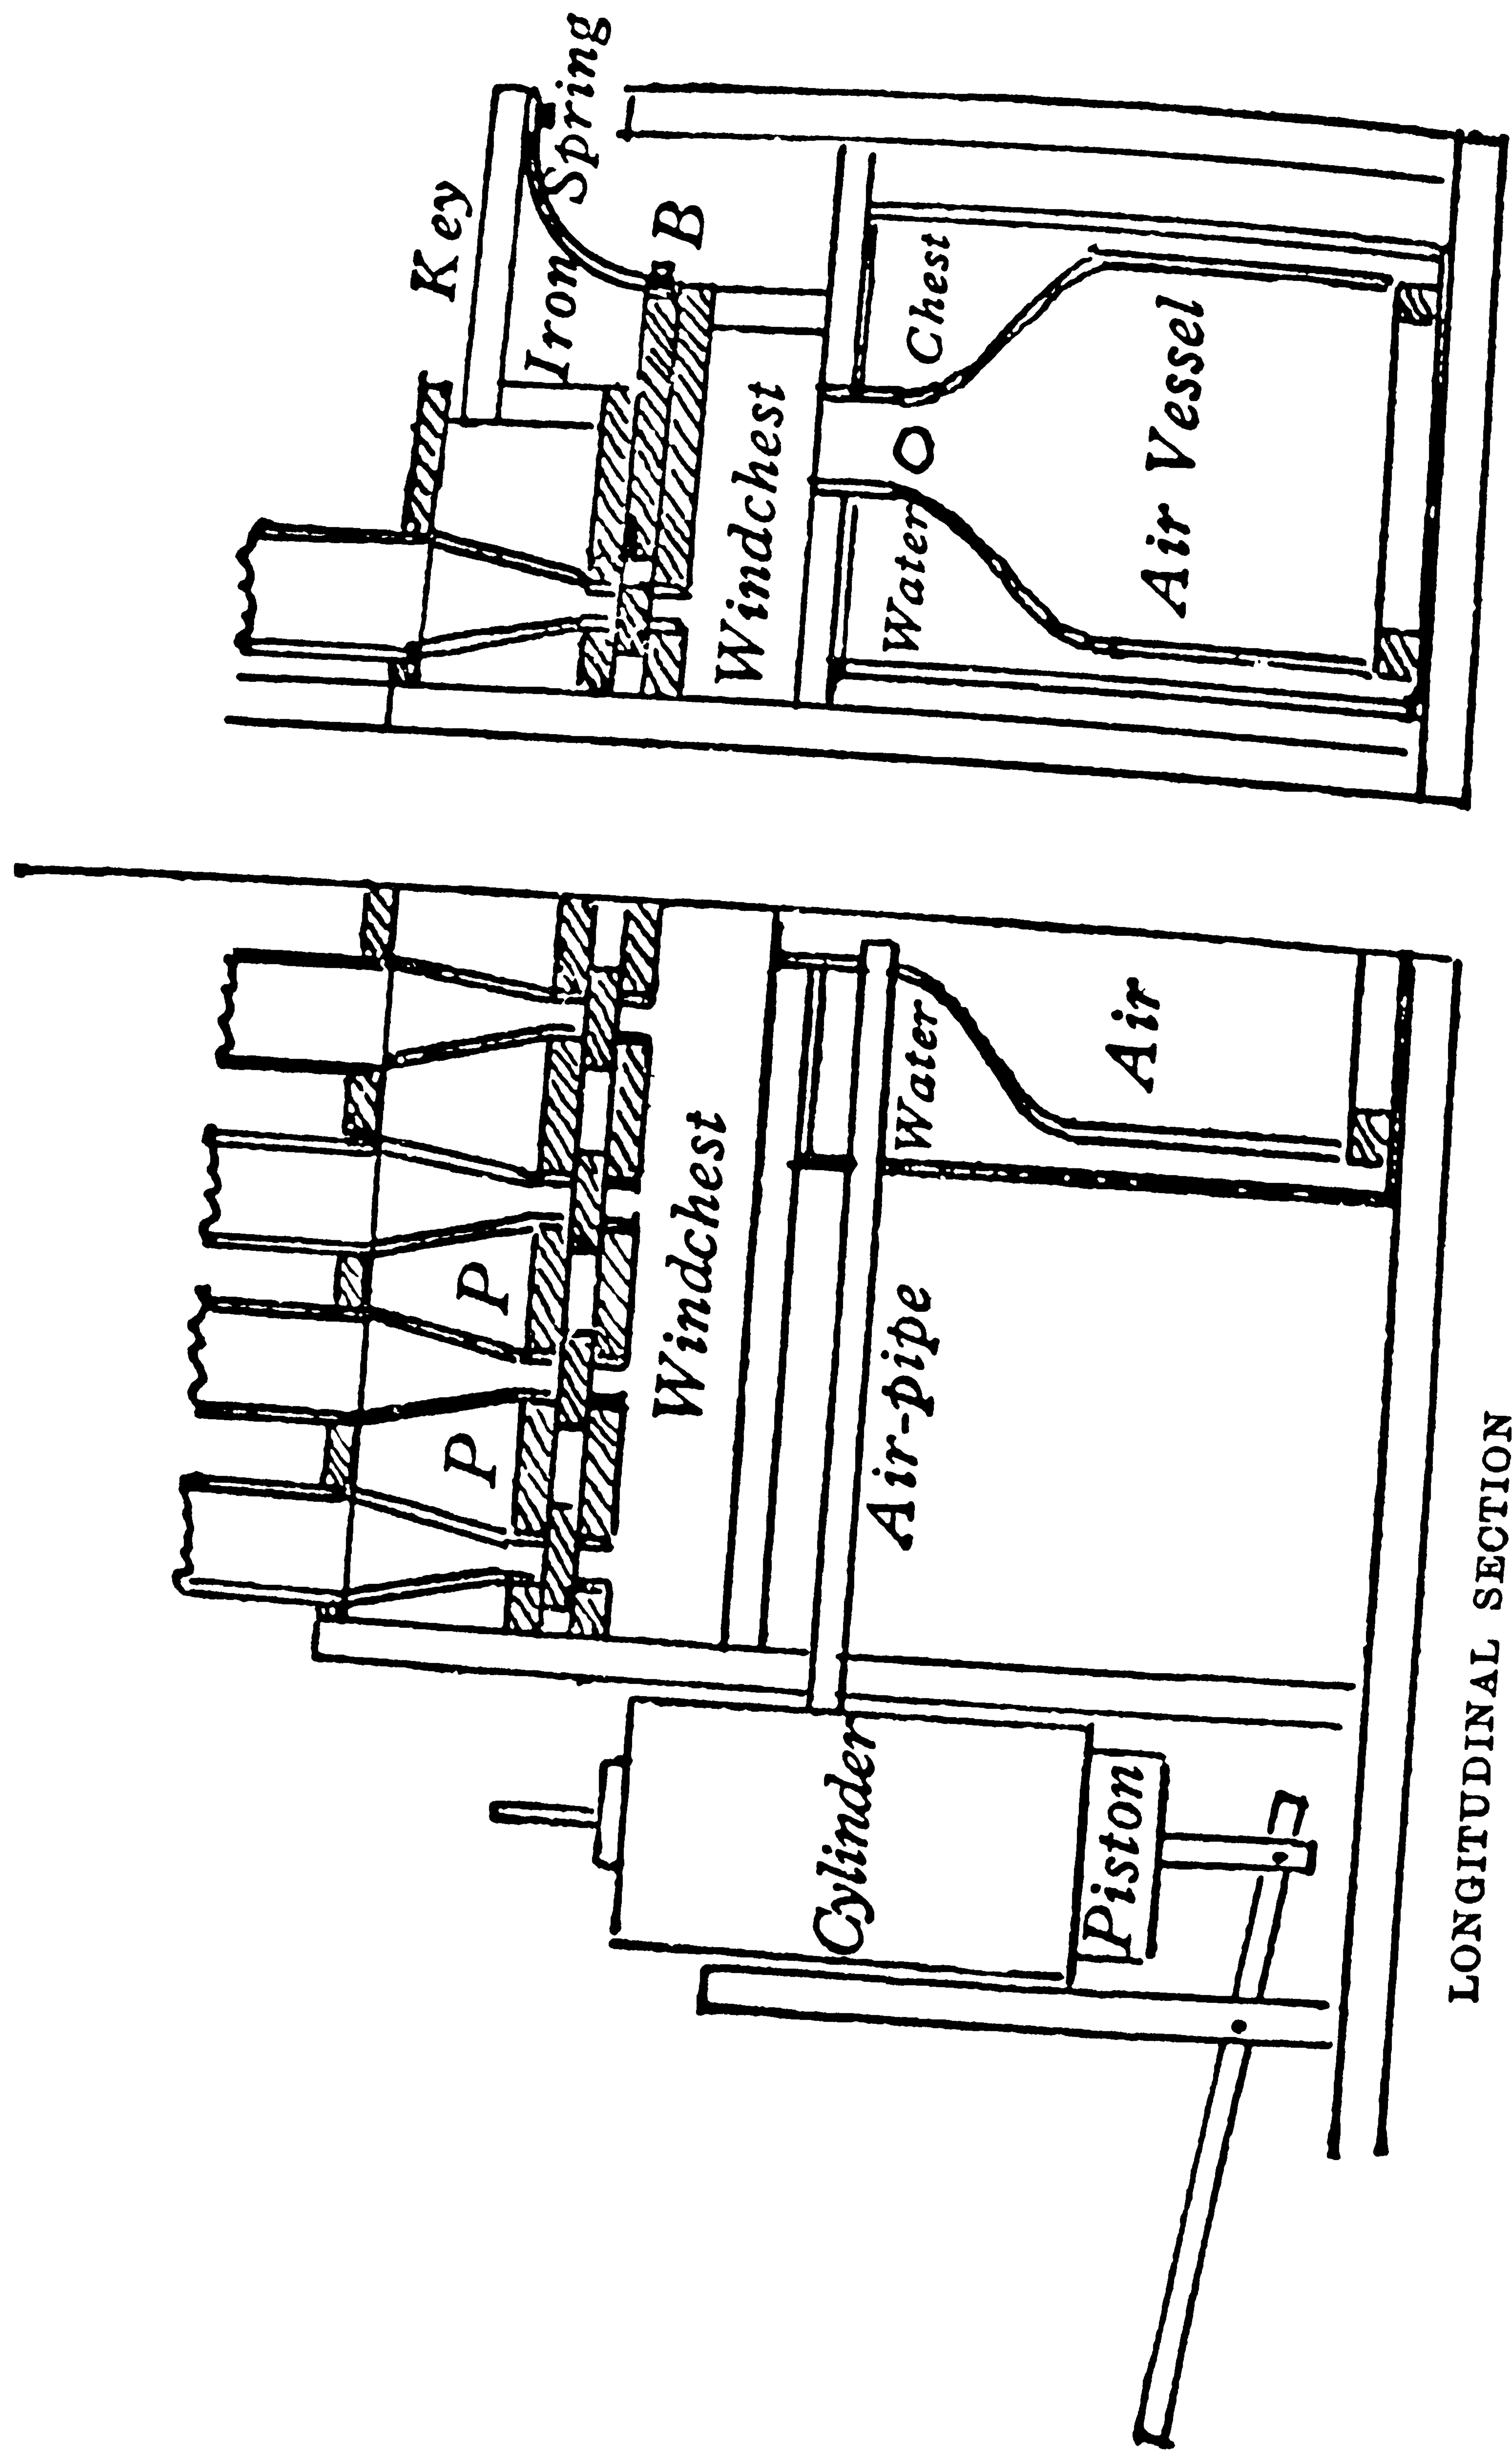 P
P
Windchest
Air-pipe
Water
Air
Cylinder
Piston
LONGITUDINAL SECTION
Key
Iron
Spring
B
Windchest
Water
Chest
Air Vessel